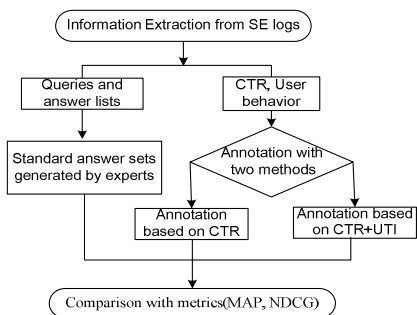 Information Extraction from SE logs
Queries and
answer lists
CTR, User
behavior
Standard answer sets
generated by experts
Annotation with
two methods
Annotation
based on CTR
Annotation based
on CTR+UTI
Comparison with metrics(MAP, NDCG)